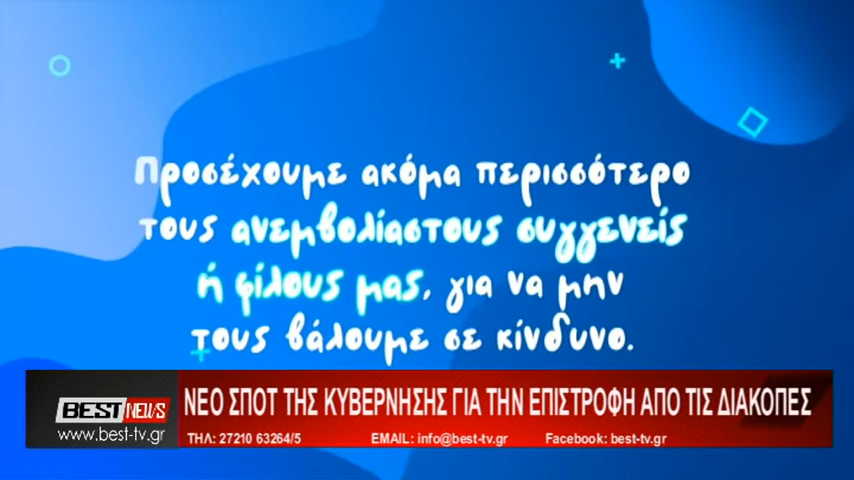 Προσέχουμε ακόμα περισσότερο
τους ανεμβολίαστους συγγενείς
ή φίλους μας, για να μην
τους βάλουμε σε κίνδυνο.
BEST NEWS
www.best-tv.gr
ΝΕΟ ΣΠΟΤ ΤΗΣ ΚΥΒΕΡΝΗΣΗΣ ΓΙΑ ΤΗΝ ΕΠΙΣΤΡΟΦΗ ΑΠΟ ΤΙΣ ΔΙΑΚΟΠΕΣ
ΤΗΛ: 27210 63264/5 EMAIL: info@best-tv.gr Facebook: best-tv.gr